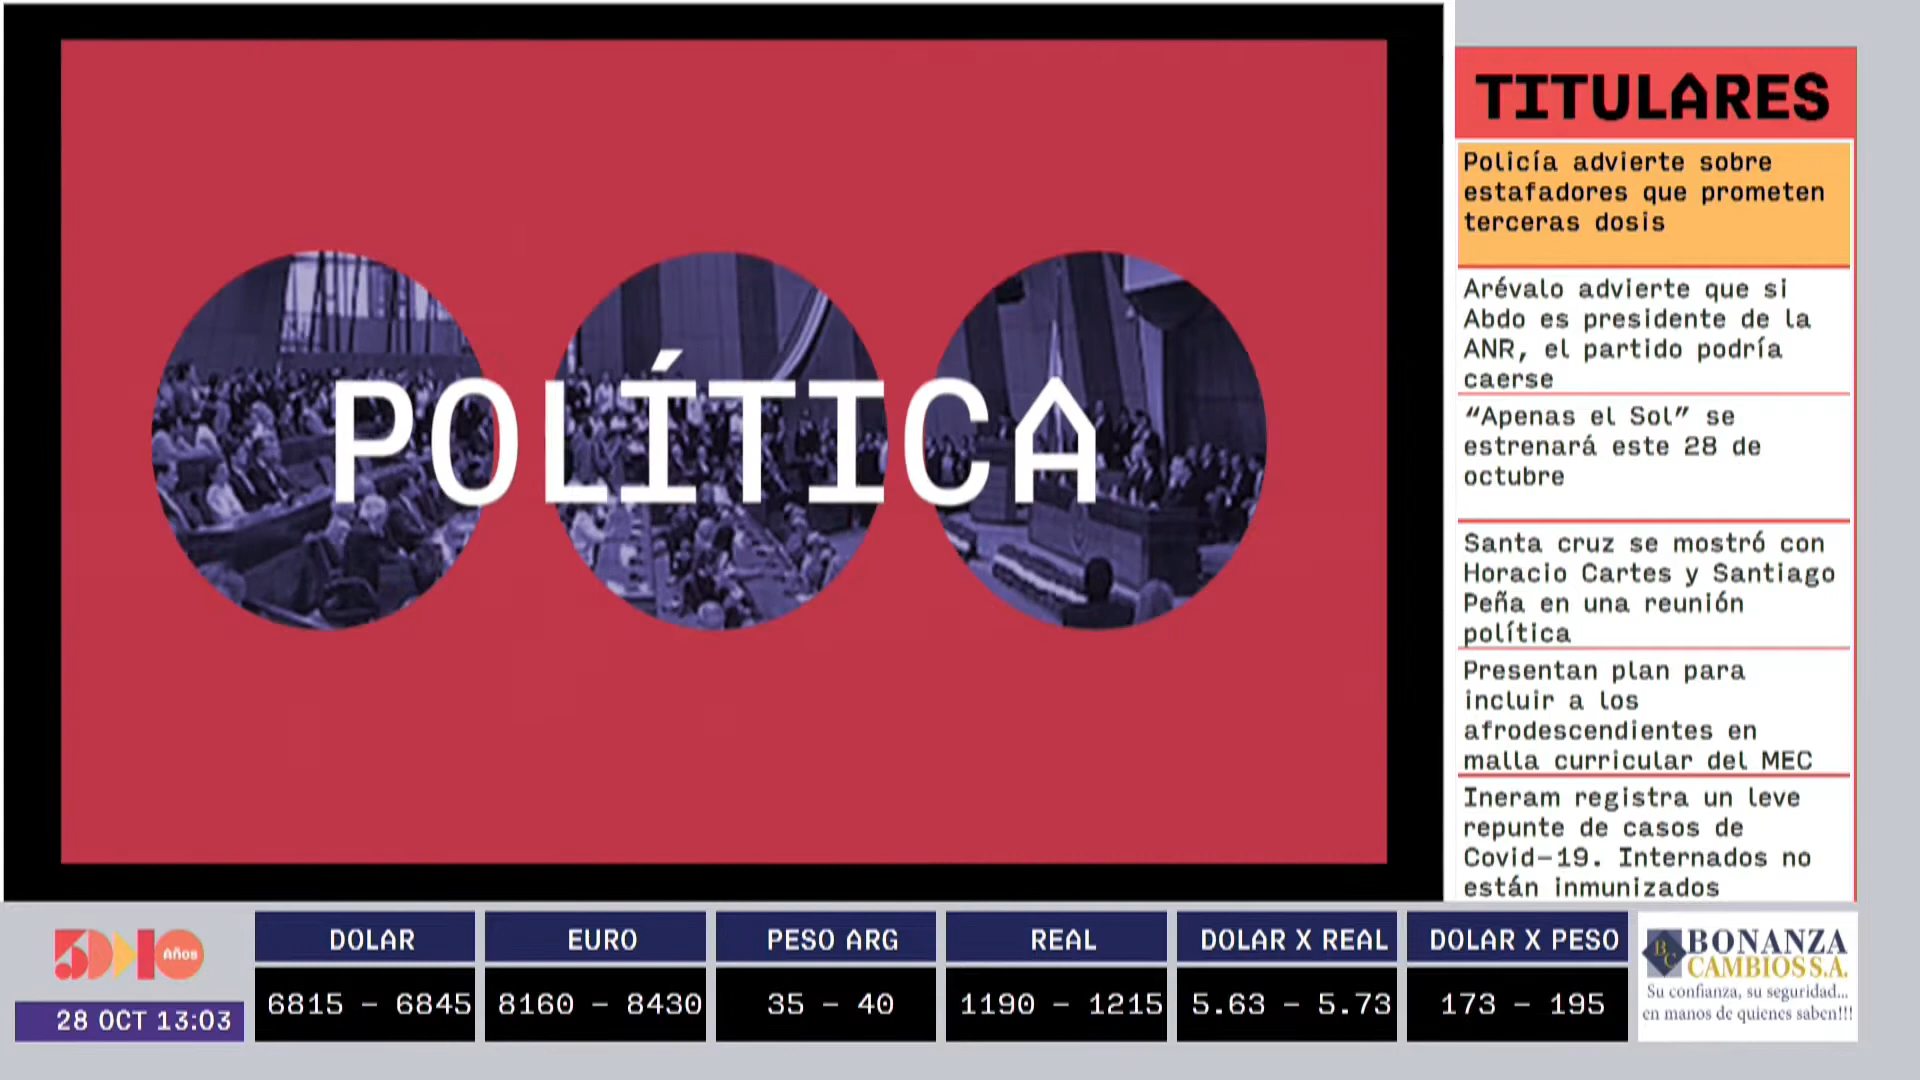 POLÍTICA
TITULARES
Policía advierte sobre
estafadores que prometen
terceras dosis
Arévalo advierte que si
Abdo es presidente de la
ANR, el partido podría
caerse
“Apenas el Sol” se
estrenará este 28 de
octubre
Santa cruz se mostró con
Horacio Cartes y Santiago
Peña en una reunión
política
Presentan plan para
incluir a los
afrodescendientes en
malla curricular del MEC
Ineram registra un leve
repunte de casos de
Covid-19. Internados no
están inmunizados
Años
28 OCT 13:03
DOLAR
6815 - 6845
EURO
8160 - 8430
PESO ARG
35 - 40
REAL
1190 - 1215
DOLAR X REAL
5.63 - 5.73
DOLAR X PESO
173 - 195
BC
BONANZA
CAMBIOS S.A.
Su confianza, su seguridad...
en manos de quienes saben!!!